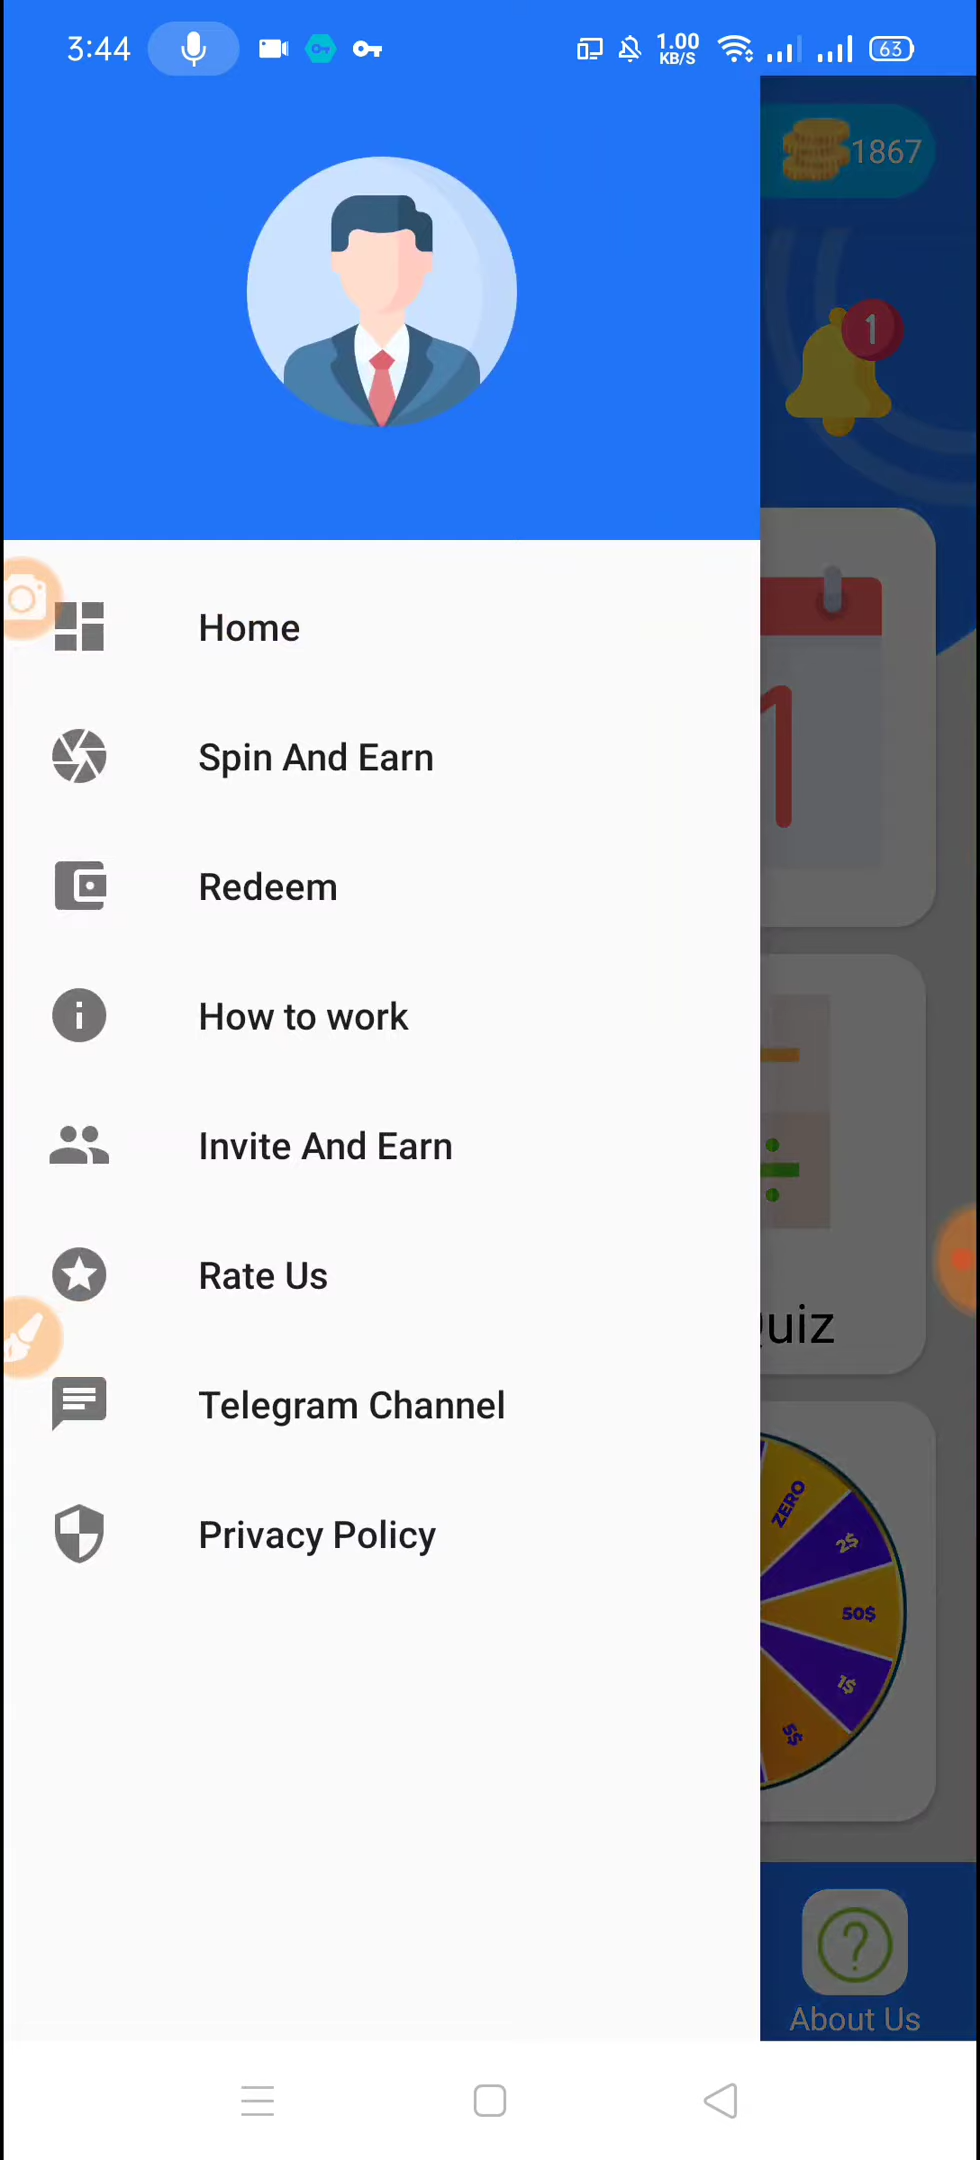 3:44
1.00
KB/S
63
1867
1
Home
Spin And Earn
Redeem
1
How to work
Invite And Earn
uiz
Rate Us
Telegram Channel
ZERO
2$
Privacy Policy
50$
1$
5$
About Us